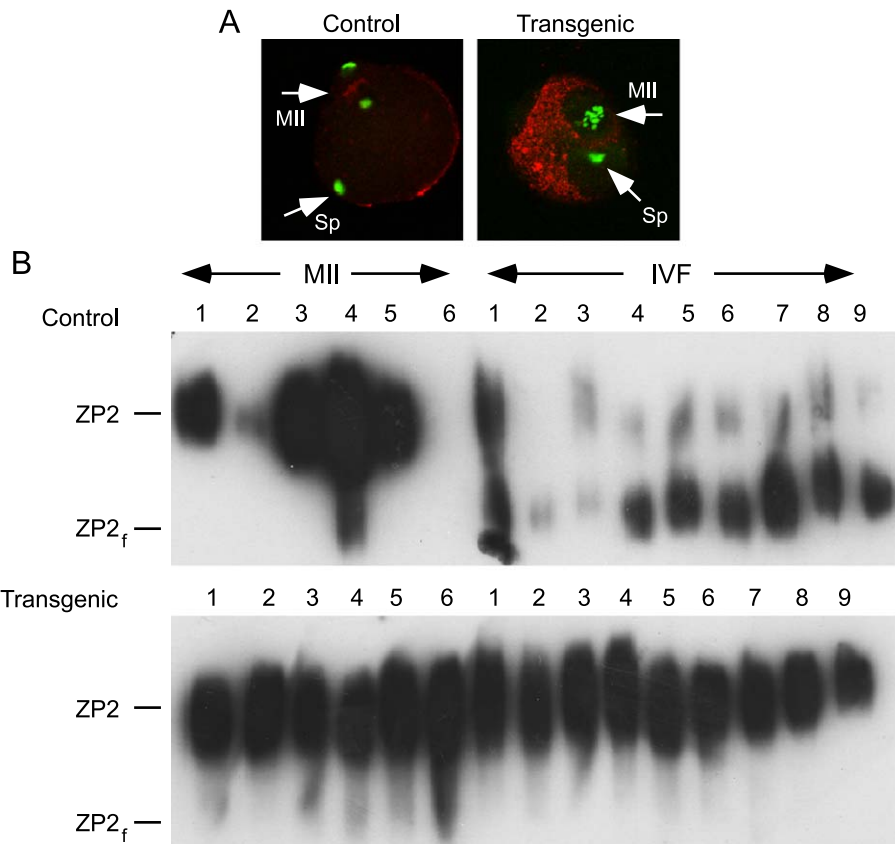 A
Control
Transgenic
MII
Sp
MII
Sp
B
MII
IVF
Control 1 2 3 4 5 6 1 2 3 4 5 6 7 8 9
ZP2
ZP2f
Transgenic 1 2 3 4 5 6 1 2 3 4 5 6 7 8 9
ZP2
ZP2f